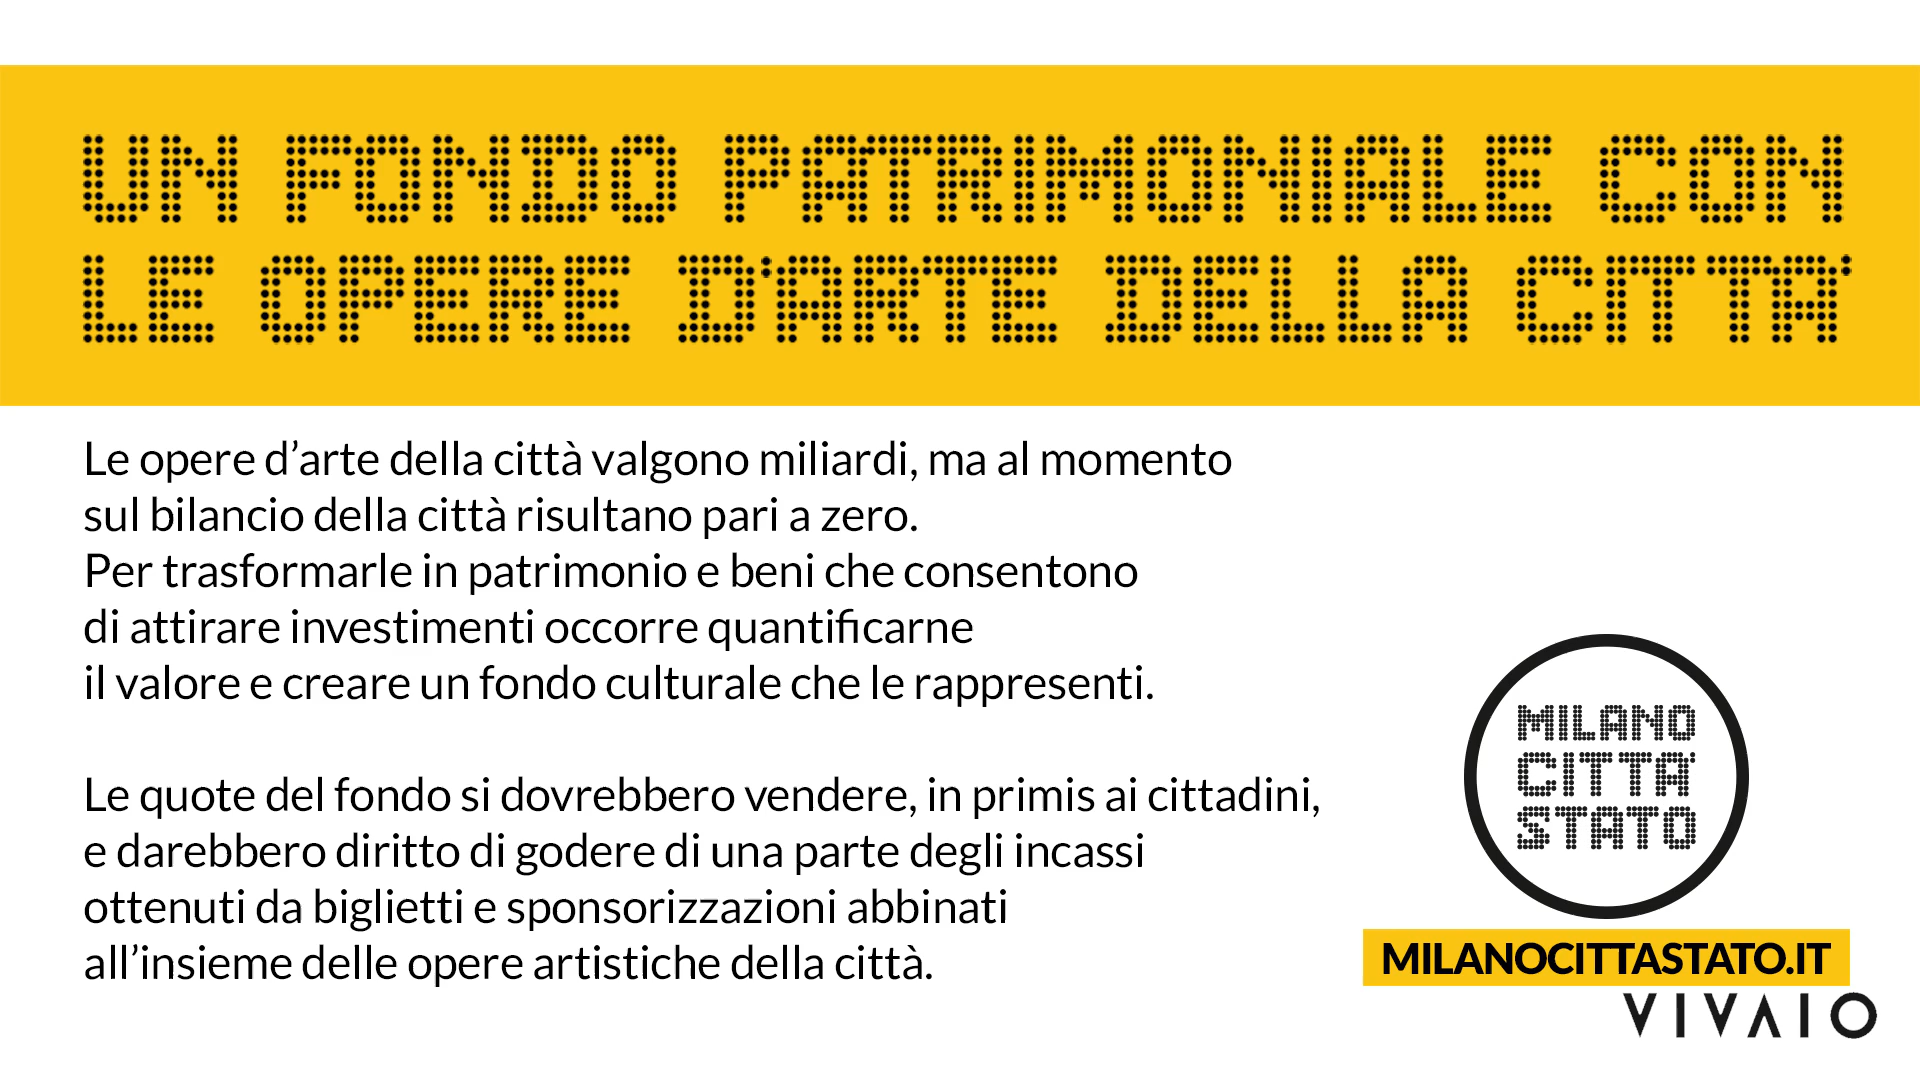 UN FONDO PATRIMONIALE CON
LE OPERE D'ARTE DELLA CITTA'
Le opere d’arte della città valgono miliardi, ma al momento
sul bilancio della città risultano pari a zero.
Per trasformarle in patrimonio e beni che consentono
di attirare investimenti occorre quantificarne
il valore e creare un fondo culturale che le rappresenti.
Le quote del fondo si dovrebbero vendere, in primis ai cittadini,
e darebbero diritto di godere di una parte degli incassi
ottenuti da biglietti e sponsorizzazioni abbinati
all’insieme delle opere artistiche della città.
MILANO
CITTA'
STATO
MILANOCITTASTATO.IT
VIVAIO